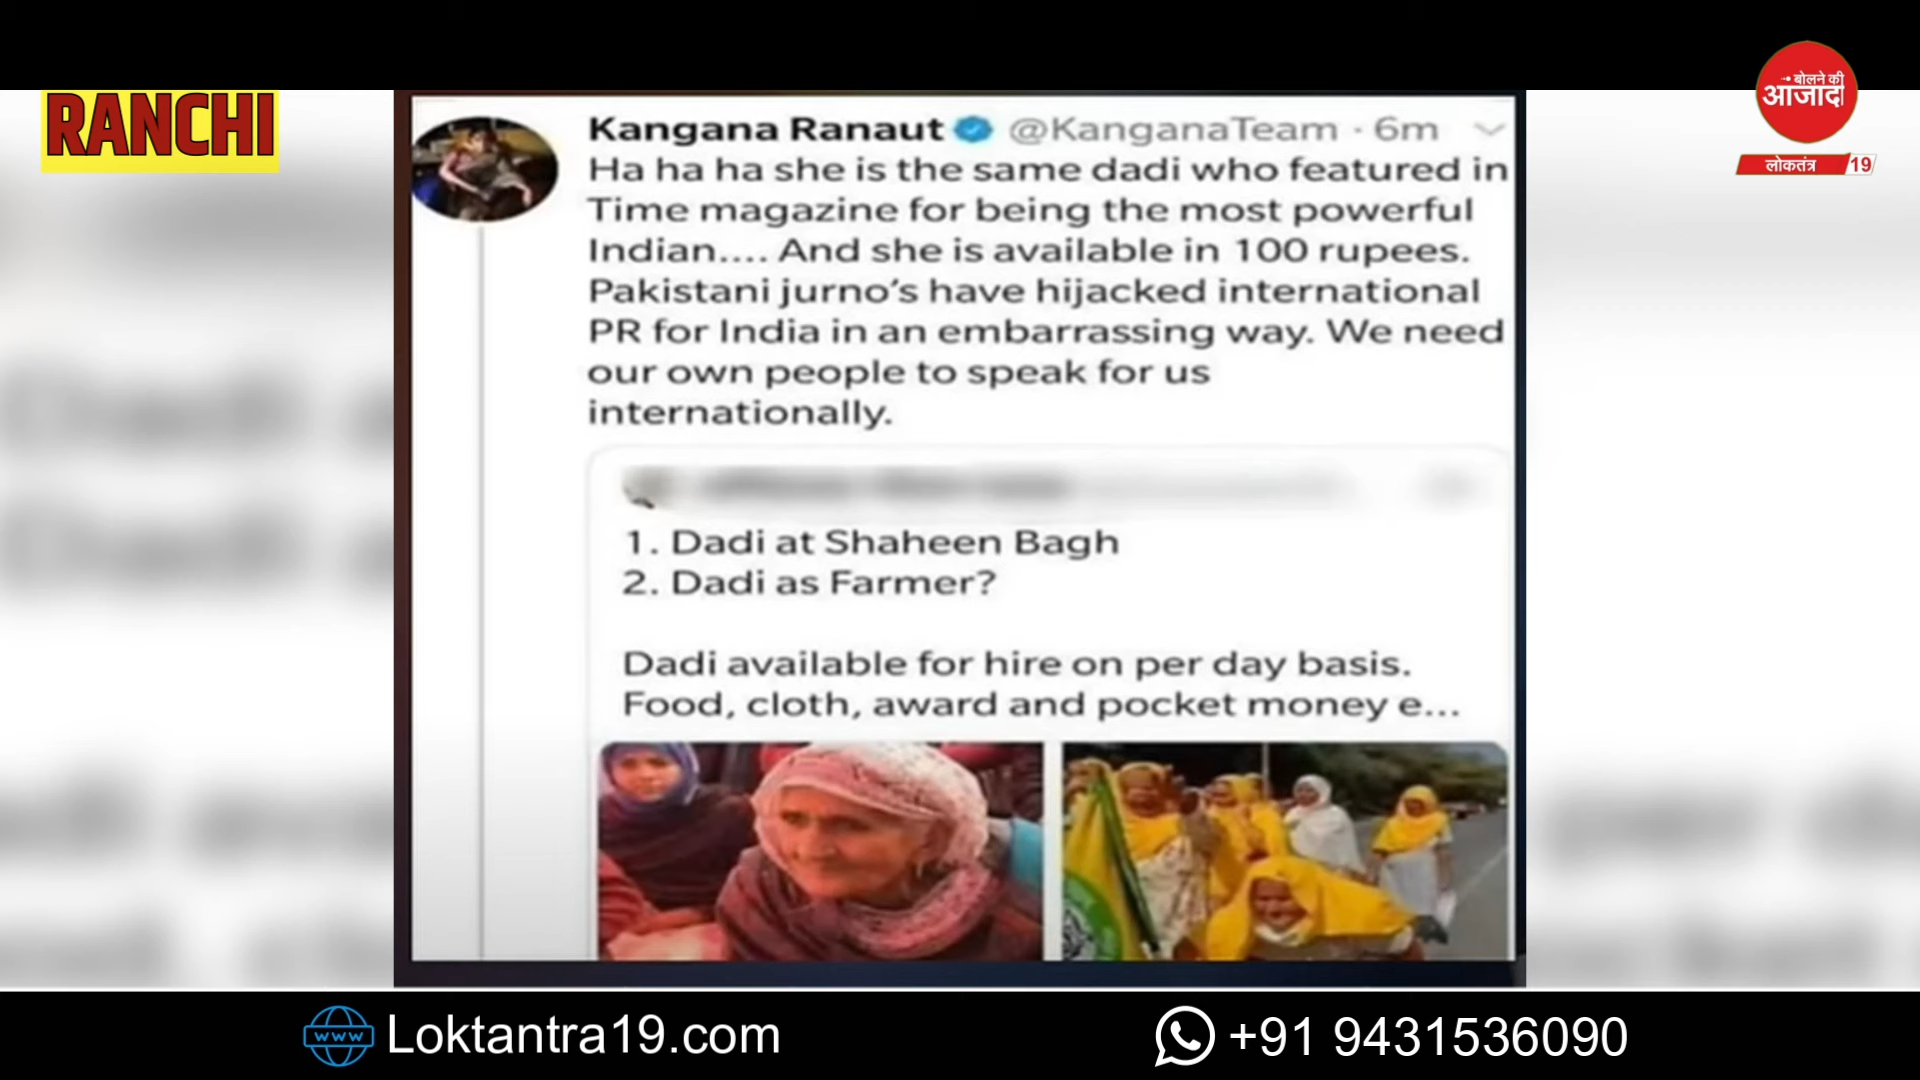 RANCHI
बोलने की
आजादी
लोकतंत्र 19
Kangana Ranaut @KanganaTeam · 6m
Ha ha ha she is the same dadi who featured in
Time magazine for being the most powerful
Indian.... And she is available in 100 rupees.
Pakistani jurno's have hijacked international
PR for India in an embarrassing way. We need
our own people to speak for us
internationally.
1. Dadi at Shaheen Bagh
2. Dadi as Farmer?
Dadi available for hire on per day basis.
Food, cloth, award and pocket money e...
www Loktantra19.com
+91 9431536090